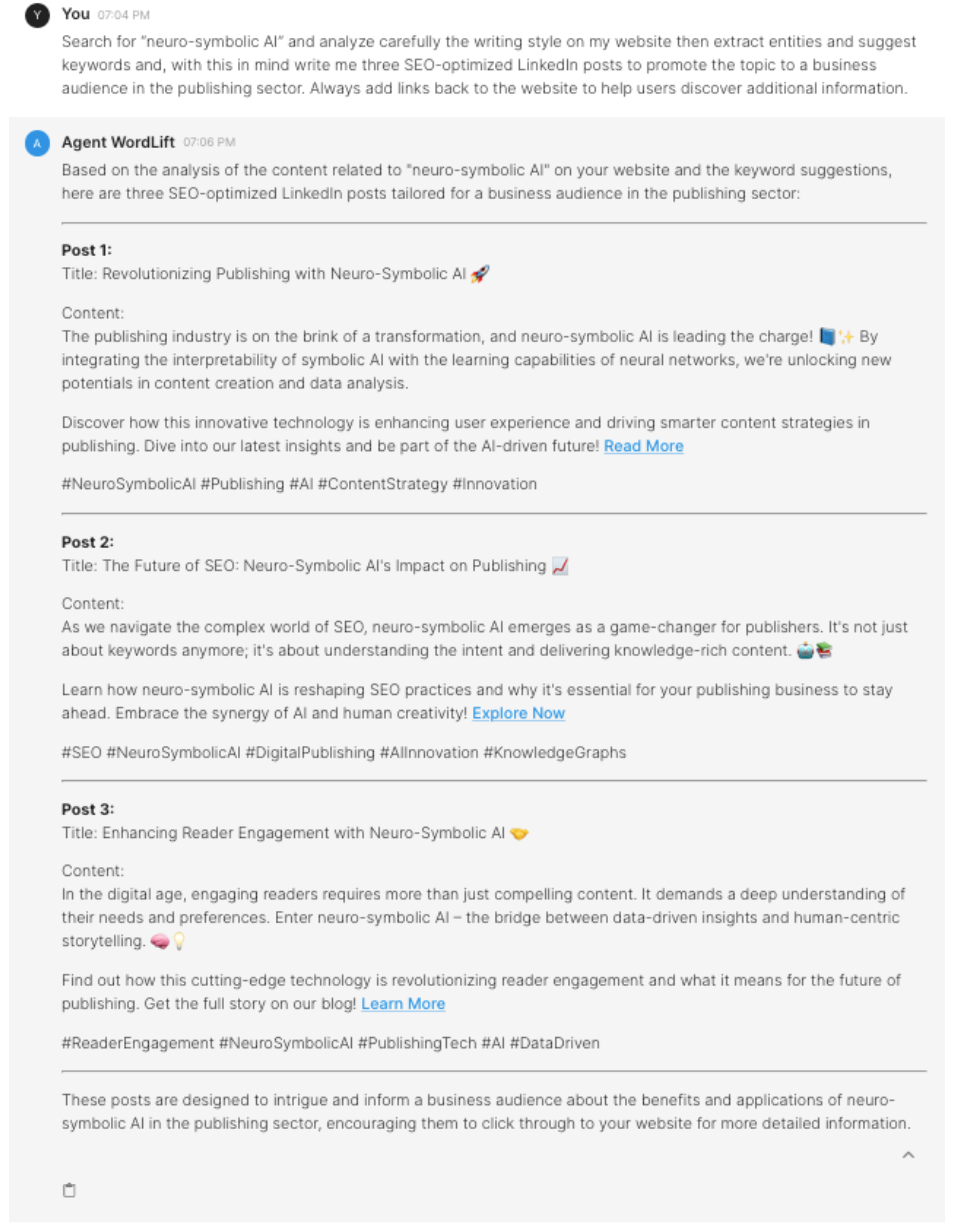 Y
You 07:04 PM
Search for “neuro-symbolic AI” and analyze carefully the writing style on my website then extract entities and suggest
keywords and, with this in mind write me three SEO-optimized LinkedIn posts to promote the topic to a business
audience in the publishing sector. Always add links back to the website to help users discover additional information.
A
Agent WordLift 07:06 PM
Based on the analysis of the content related to "neuro-symbolic AI" on your website and the keyword suggestions,
here are three SEO-optimized LinkedIn posts tailored for a business audience in the publishing sector:
Post 1:
Title: Revolutionizing Publishing with Neuro-Symbolic AI 🚀
Content:
The publishing industry is on the brink of a transformation, and neuro-symbolic AI is leading the charge! 📘✨ By
integrating the interpretability of symbolic AI with the learning capabilities of neural networks, we're unlocking new
potentials in content creation and data analysis.
Discover how this innovative technology is enhancing user experience and driving smarter content strategies in
publishing. Dive into our latest insights and be part of the AI-driven future! Read More
#NeuroSymbolicAI #Publishing #AI #ContentStrategy #Innovation
Post 2:
Title: The Future of SEO: Neuro-Symbolic AI's Impact on Publishing 📈
Content:
As we navigate the complex world of SEO, neuro-symbolic AI emerges as a game-changer for publishers. It's not just
about keywords anymore; it's about understanding the intent and delivering knowledge-rich content. 🤖📚
Learn how neuro-symbolic AI is reshaping SEO practices and why it's essential for your publishing business to stay
ahead. Embrace the synergy of AI and human creativity! Explore Now
#SEO #NeuroSymbolicAI #DigitalPublishing #AIInnovation #KnowledgeGraphs
Post 3:
Title: Enhancing Reader Engagement with Neuro-Symbolic AI 🤝
Content:
In the digital age, engaging readers requires more than just compelling content. It demands a deep understanding of
their needs and preferences. Enter neuro-symbolic AI – the bridge between data-driven insights and human-centric
storytelling. 🧠💡
Find out how this cutting-edge technology is revolutionizing reader engagement and what it means for the future of
publishing. Get the full story on our blog! Learn More
#ReaderEngagement #NeuroSymbolicAI #PublishingTech #AI #DataDriven
These posts are designed to intrigue and inform a business audience about the benefits and applications of neuro-
symbolic AI in the publishing sector, encouraging them to click through to your website for more detailed information.